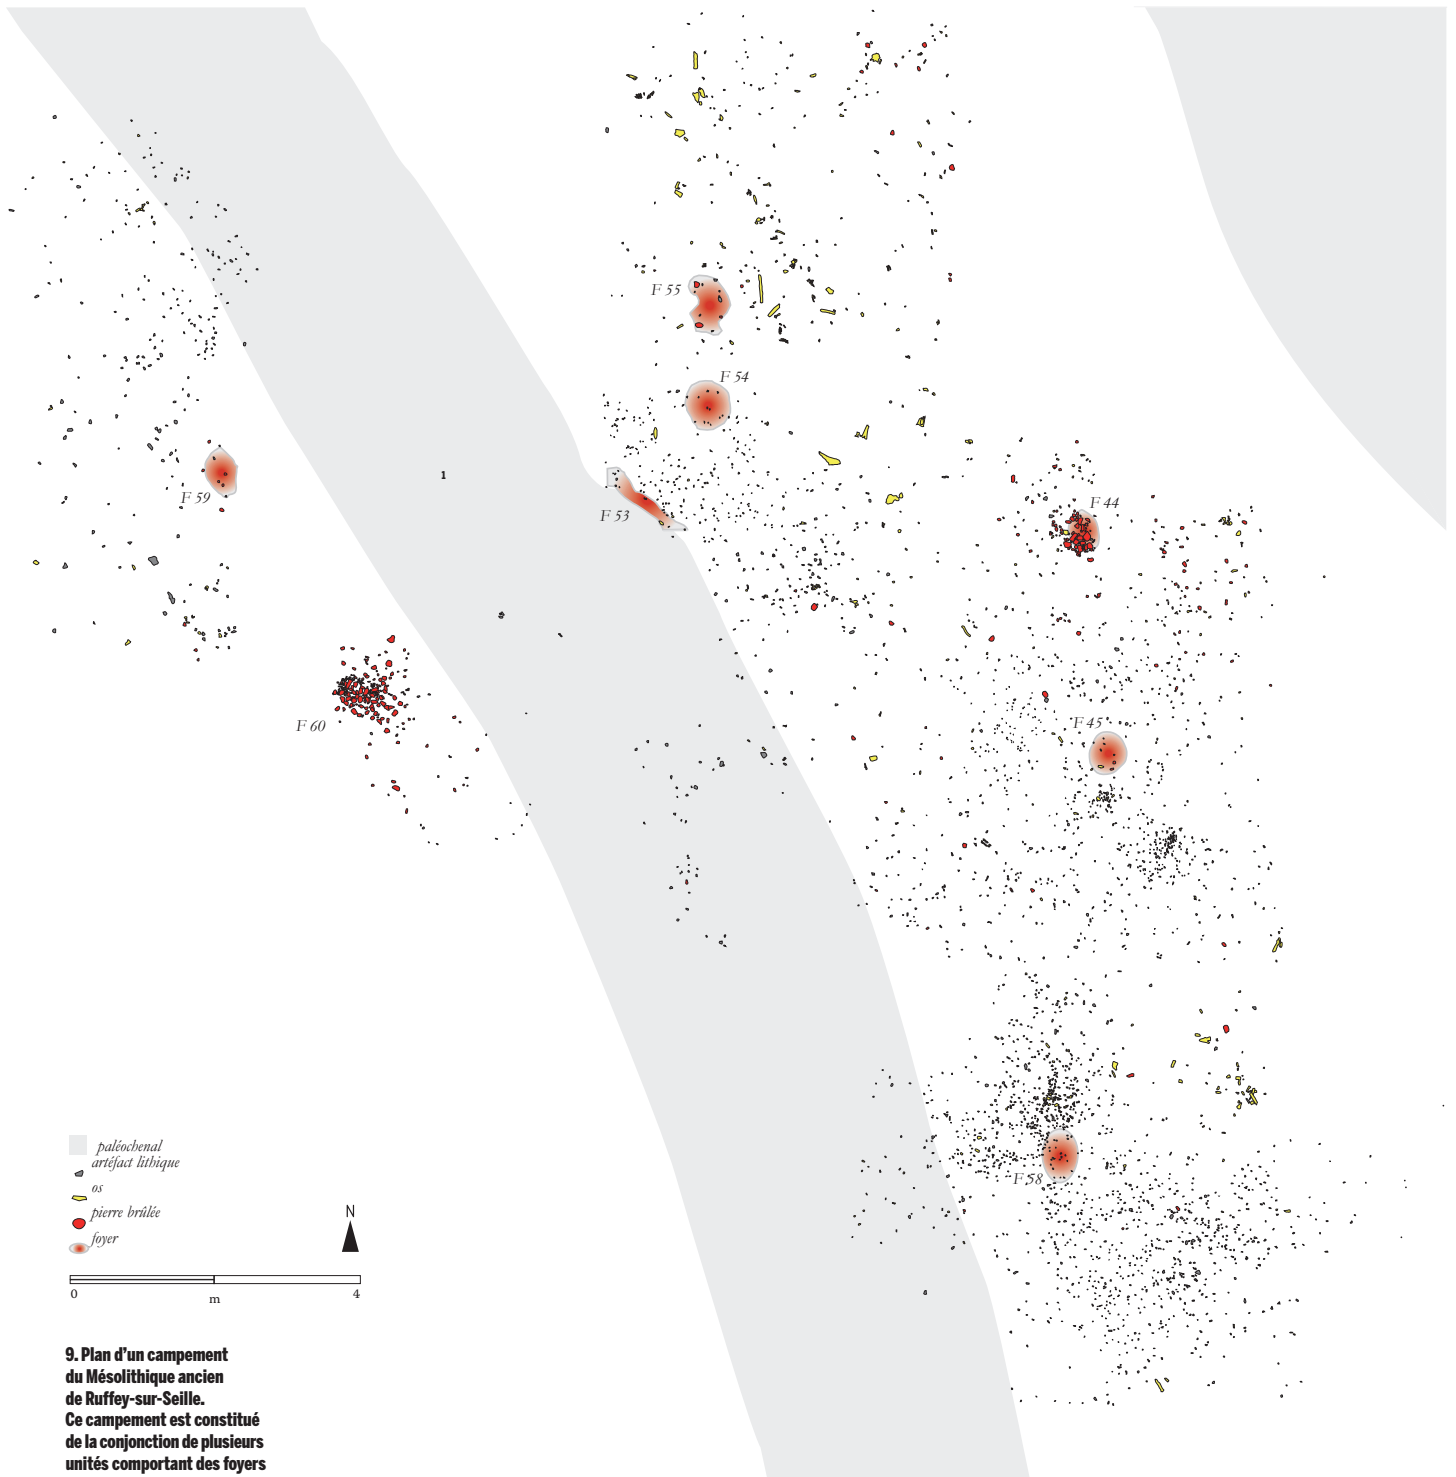 F 55
F 54
1
F 59
F 53
F 44
F 60
F 45
F 58
paléochenal
artéfact lithique
os
pierre brûlée
foyer
N
0 4
m
9. Plan d'un campement
du Mésolithique ancien
de Ruffey-sur-Seille.
Ce campement est constitué
de la conjonction de plusieurs
unités comportant des foyers